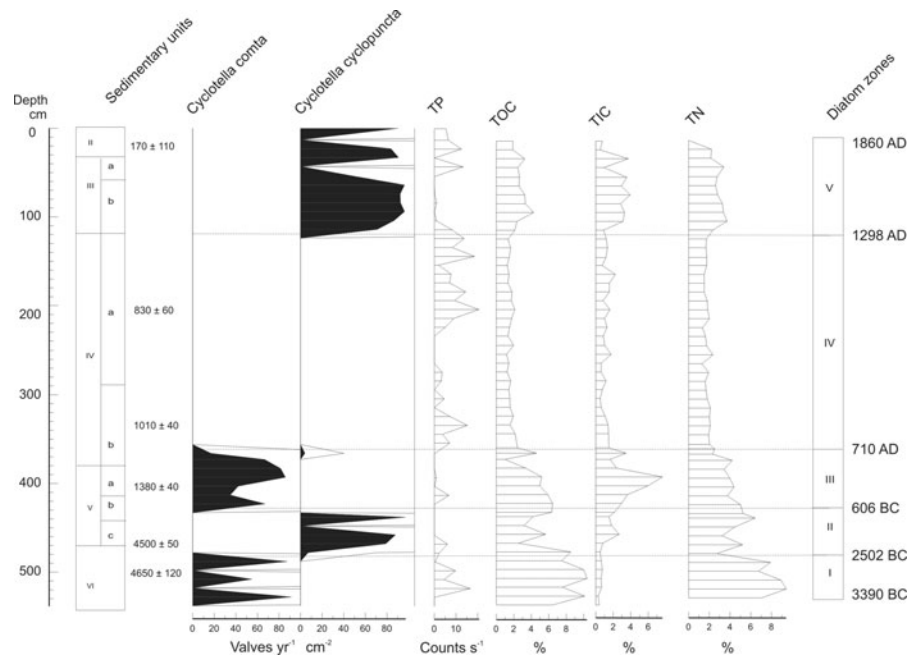 Sedimentary units
Cyclotella comta
Cyclotella cyclopuncta
TP
TOC
TIC
TN
Diatom zones
Depth
cm
0
100
200
300
400
500
II
III
a
b
IV
a
b
V
a
b
c
VI
170 ± 110
830 ± 60
1010 ± 40
1380 ± 40
4500 ± 50
4650 ± 120
V
IV
III
II
I
1860 AD
1298 AD
710 AD
606 BC
2502 BC
3390 BC
0 20 40 60 80
0 20 40 60 80
0 10 20
0 2 4 6 8 10
0 2 4 6
0 2 4 6 8
Valves yr⁻¹ cm⁻²
Counts s⁻¹
%
%
%